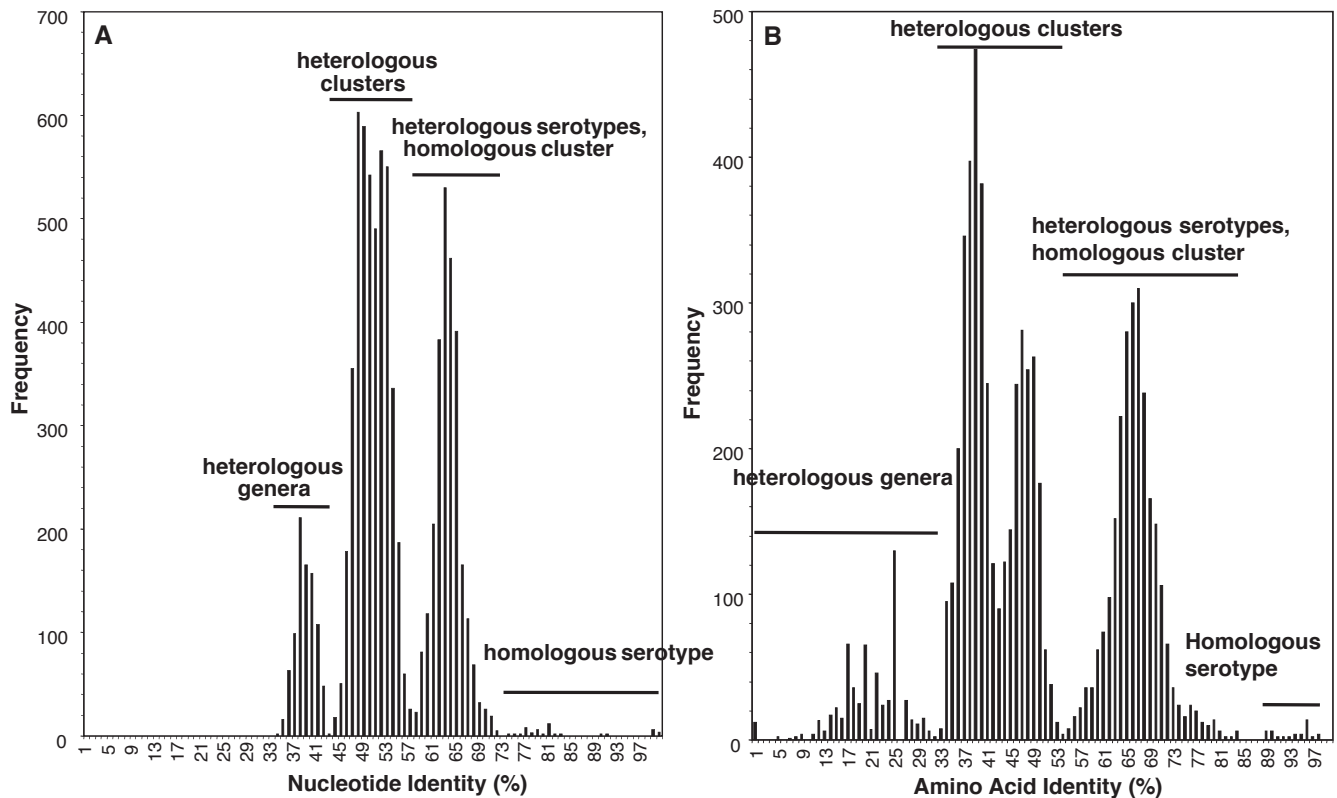 A
700
600
500
400
300
200
100
0
Frequency
heterologous
clusters
heterologous serotypes,
homologous cluster
heterologous
genera
homologous serotype
1 5 9 13 17 21 25 29 33 37 41 45 49 53 57 61 65 69 73 77 81 85 89 93 97
Nucleotide Identity (%)
B
500
400
300
200
100
0
Frequency
heterologous clusters
heterologous serotypes,
homologous cluster
heterologous genera
Homologous
serotype
1 5 9 13 17 21 25 29 33 37 41 45 49 53 57 61 65 69 73 77 81 85 89 93 97
Amino Acid Identity (%)